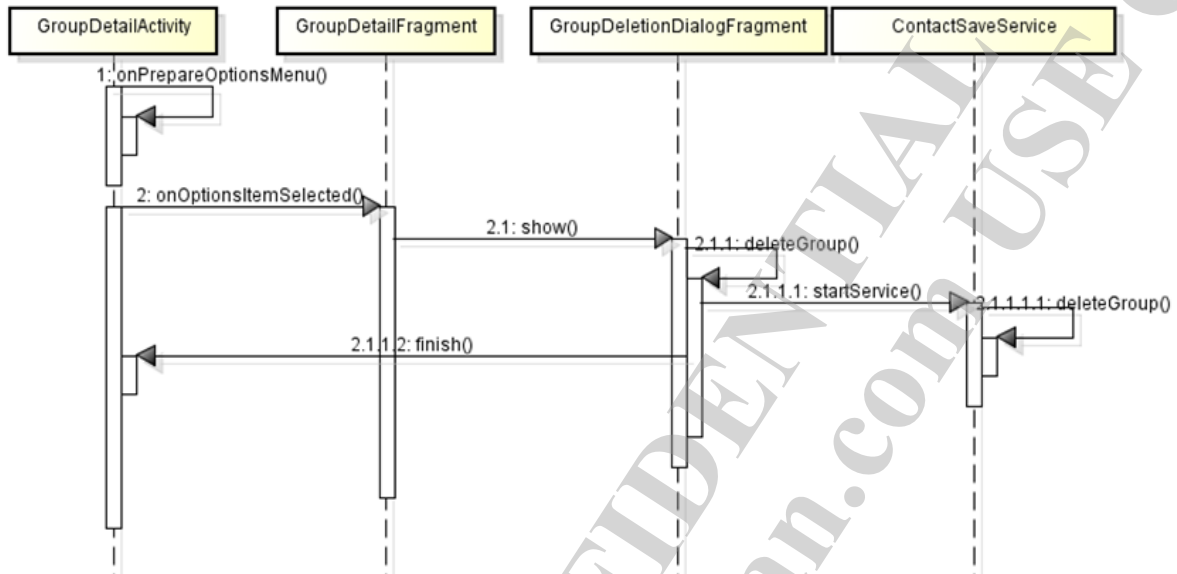 GroupDetailActivity
GroupDetailFragment
GroupDeletionDialogFragment
ContactSaveService
1: onPrepareOptionsMenu()
2: onOptionsItemSelected()
2.1: show()
2.1.1: deleteGroup()
2.1.1.1: startService()
2.1.1.1.1: deleteGroup()
2.1.1.2: finish()
USE